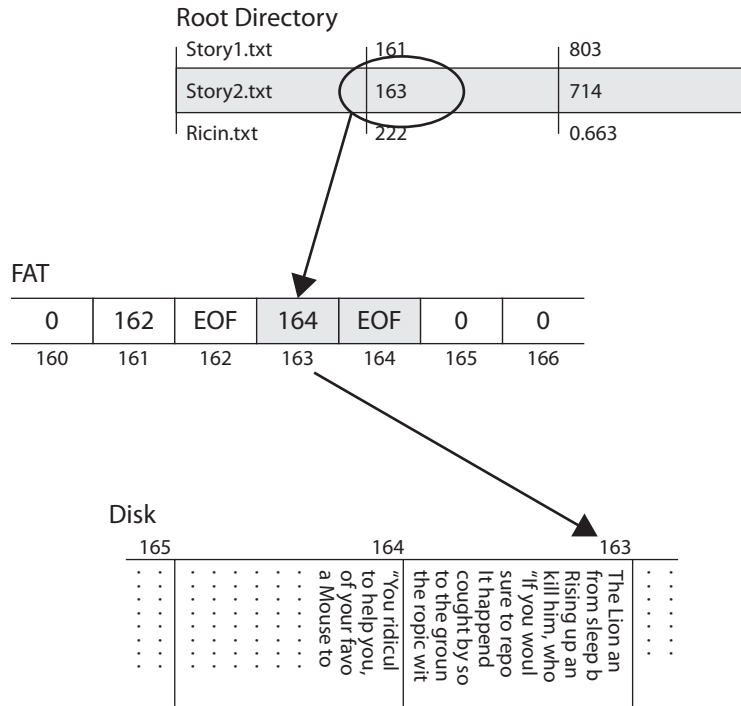 Root Directory
Story1.txt 161 803
Story2.txt 163 714
Ricin.txt 222 0.663
FAT
0 162 EOF 164 EOF 0 0
160 161 162 163 164 165 166
Disk
165 164 163
The Lion an
from sleep b
Rising up an
kill him, who
"If you woul
sure to repo
It happend
cought by so
to the groun
the ropic wit
"You ridicul
to help you,
of your favo
a Mouse to